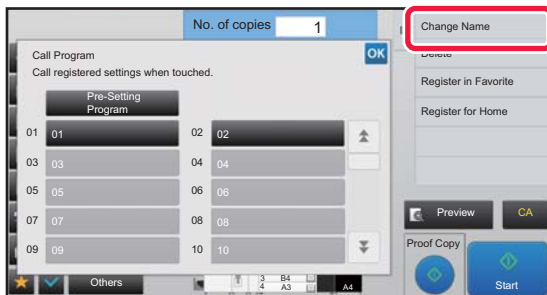 No. of copies 1
Change Name
Call Program
OK
Delete
Call registered settings when touched.
Register in Favorite
Pre-Setting
Program
Register for Home
01 01 02 02
03 03 04 04
05 05 06 06
07 07 08 08
Preview CA
09 09 10 10
Proof Copy
Others
3 B4
4 A3
A4
Start